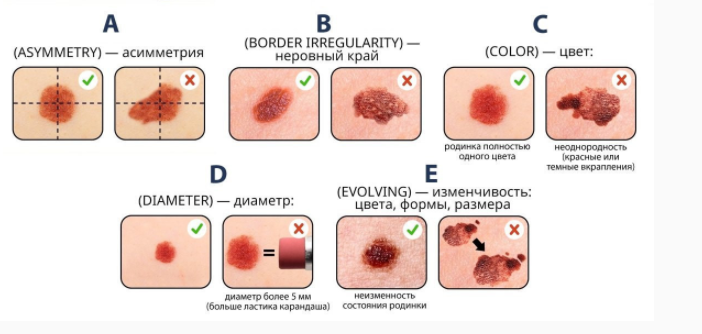 A
(ASYMMETRY) — асимметрия
B
(BORDER IRREGULARITY) —
неровный край
C
(COLOR) — цвет:
родинка полностью
одного цвета
неоднородность
(красные или
темные вкрапления)
D
(DIAMETER) — диаметр:
диаметр более 5 мм
(больше ластика карандаша)
E
(EVOLVING) — изменчивость:
цвета, формы, размера
неизменность
состояния родинки